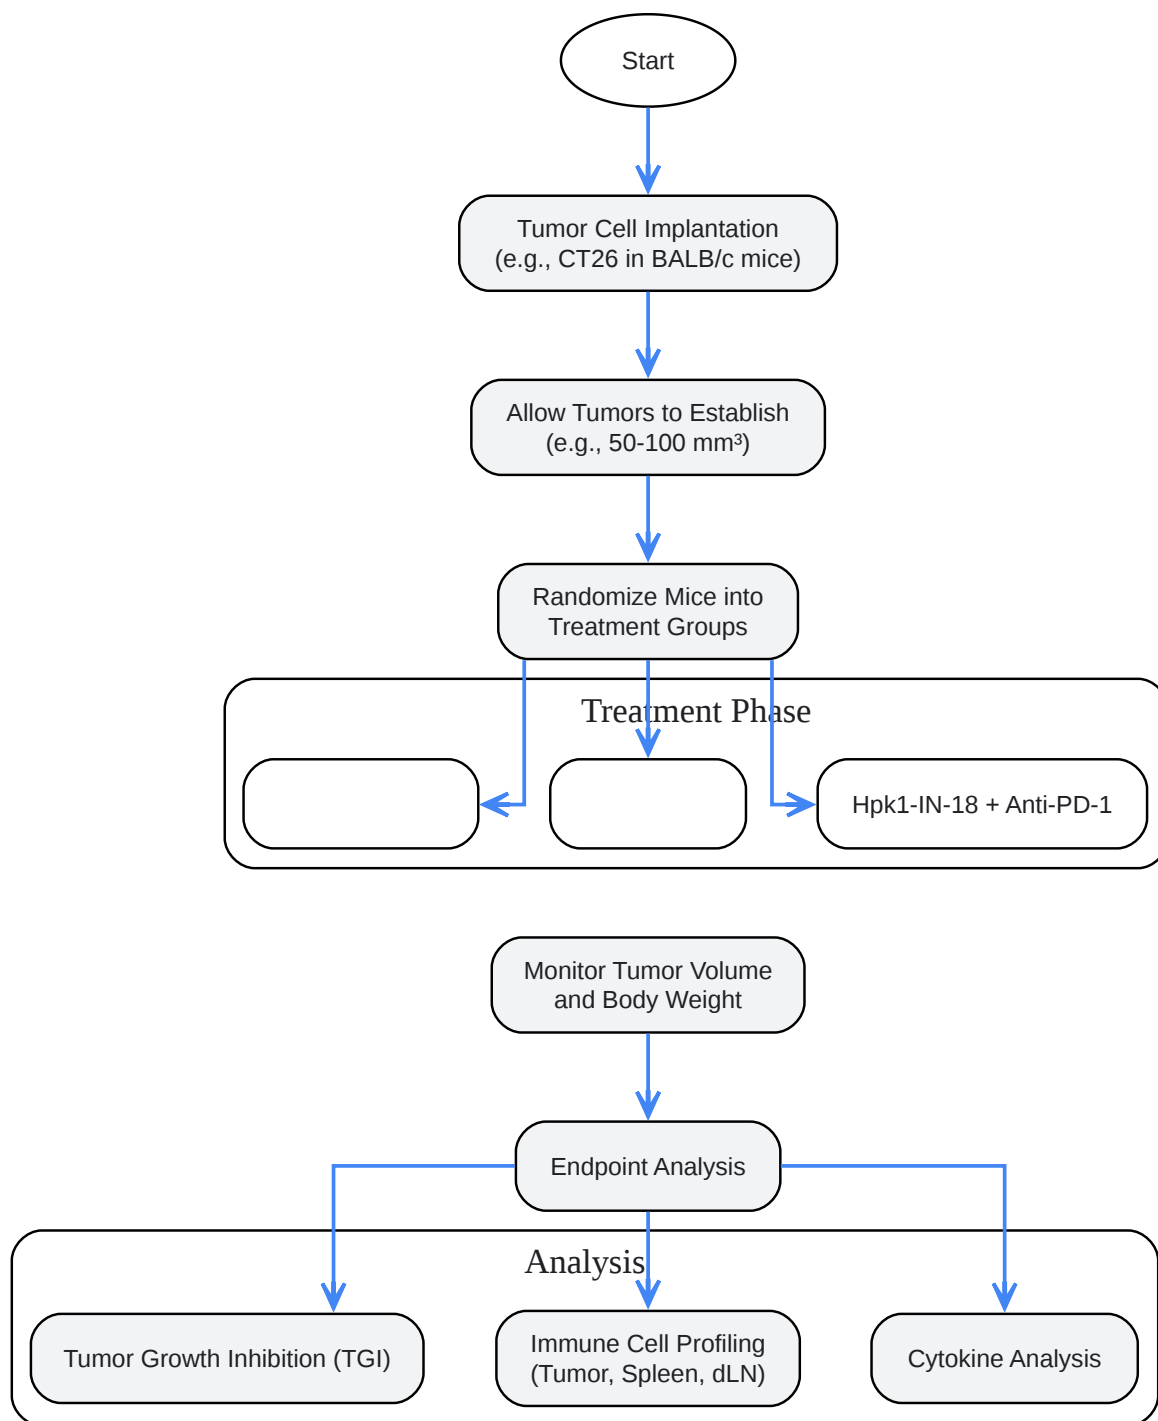 Start
Tumor Cell Implantation
(e.g., CT26 in BALB/c mice)
Allow Tumors to Establish
(e.g., 50-100 mm³)
Randomize Mice into
Treatment Groups
Treatment Phase
Hpk1-IN-18 + Anti-PD-1
Monitor Tumor Volume
and Body Weight
Endpoint Analysis
Analysis
Tumor Growth Inhibition (TGI)
Immune Cell Profiling
(Tumor, Spleen, dLN)
Cytokine Analysis